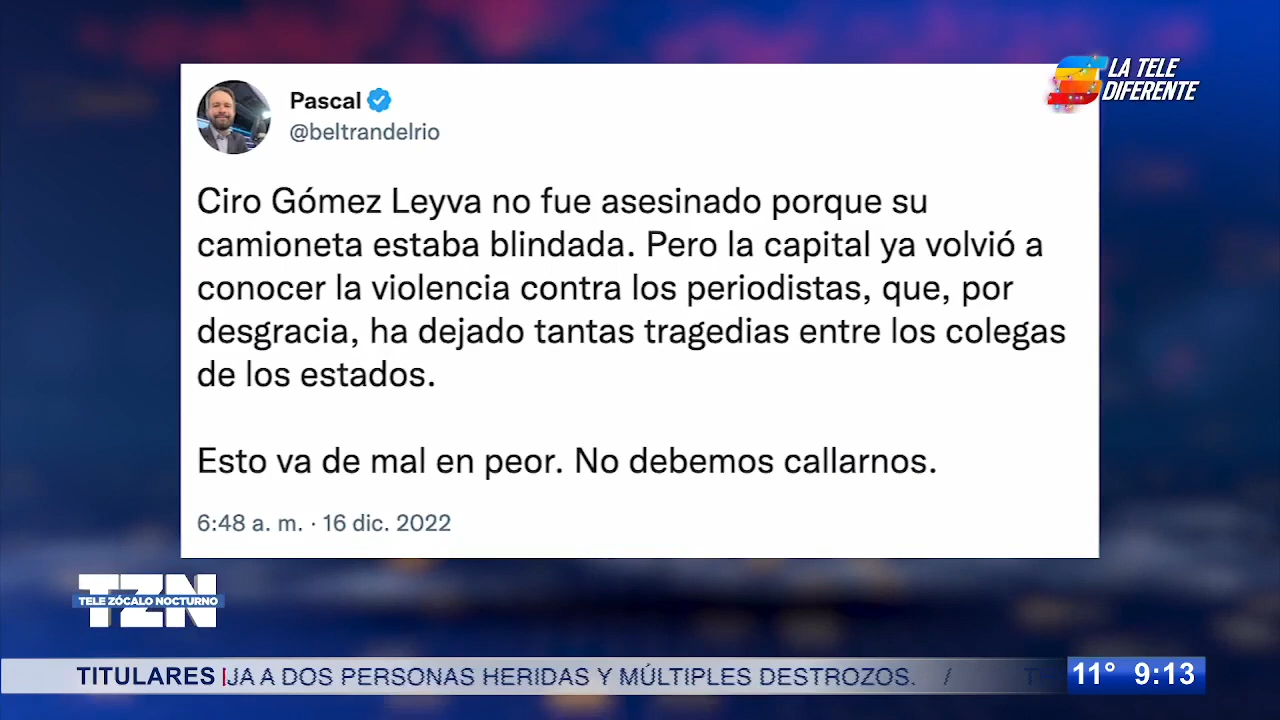 LA TELE
DIFERENTE
Pascal
@beltrandelrio
Ciro Gómez Leyva no fue asesinado porque su
camioneta estaba blindada. Pero la capital ya volvió a
conocer la violencia contra los periodistas, que, por
desgracia, ha dejado tantas tragedias entre los colegas
de los estados.
Esto va de mal en peor. No debemos callarnos.
6:48 a. m. · 16 dic. 2022
TZN
TELE ZÓCALO NOCTURNO
TITULARES JA A DOS PERSONAS HERIDAS Y MÚLTIPLES DESTROZOS. /
11° 9:13